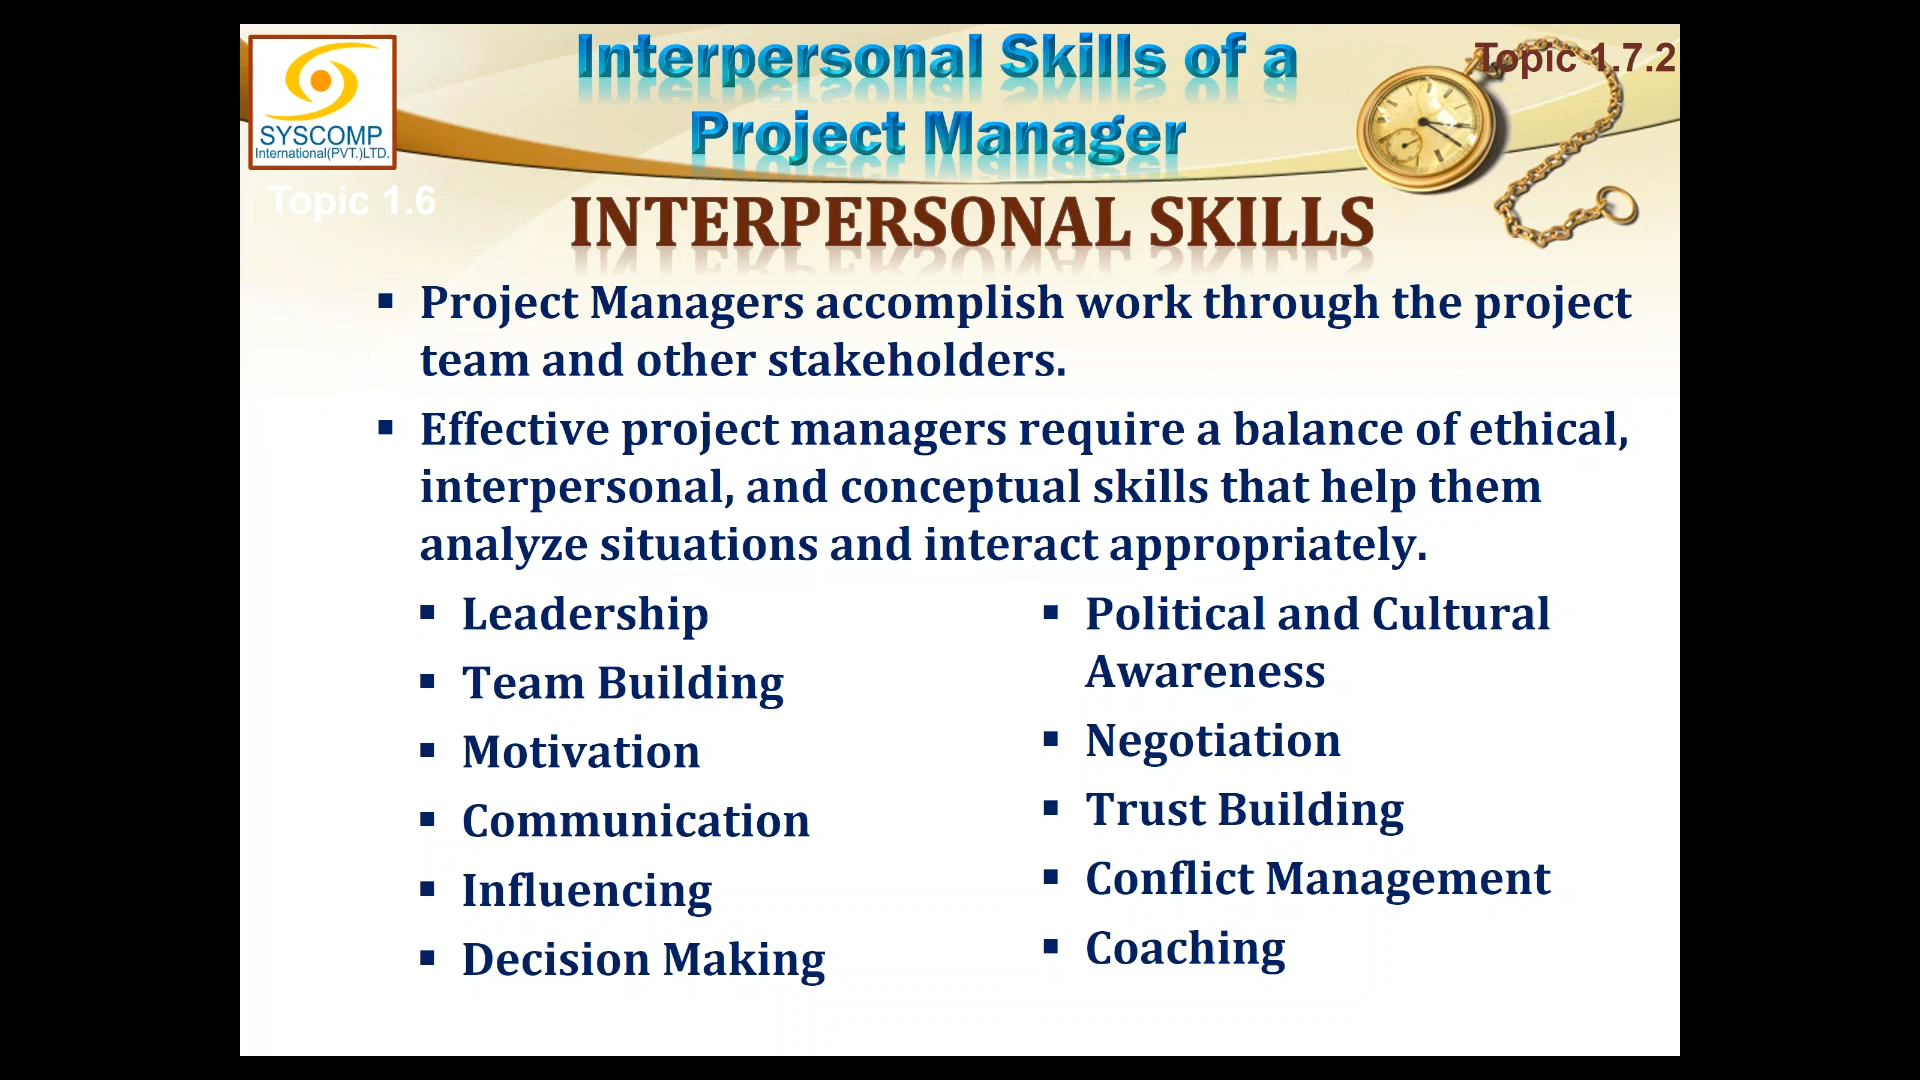 SYSCOMP
International(PVT.)LTD.
Interpersonal Skills of a
Project Manager
Topic 1.7.2
Topic 1.6
INTERPERSONAL SKILLS
▪ Project Managers accomplish work through the project
team and other stakeholders.
▪ Effective project managers require a balance of ethical,
interpersonal, and conceptual skills that help them
analyze situations and interact appropriately.
▪ Leadership
▪ Team Building
▪ Motivation
▪ Communication
▪ Influencing
▪ Decision Making
▪ Political and Cultural
Awareness
▪ Negotiation
▪ Trust Building
▪ Conflict Management
▪ Coaching